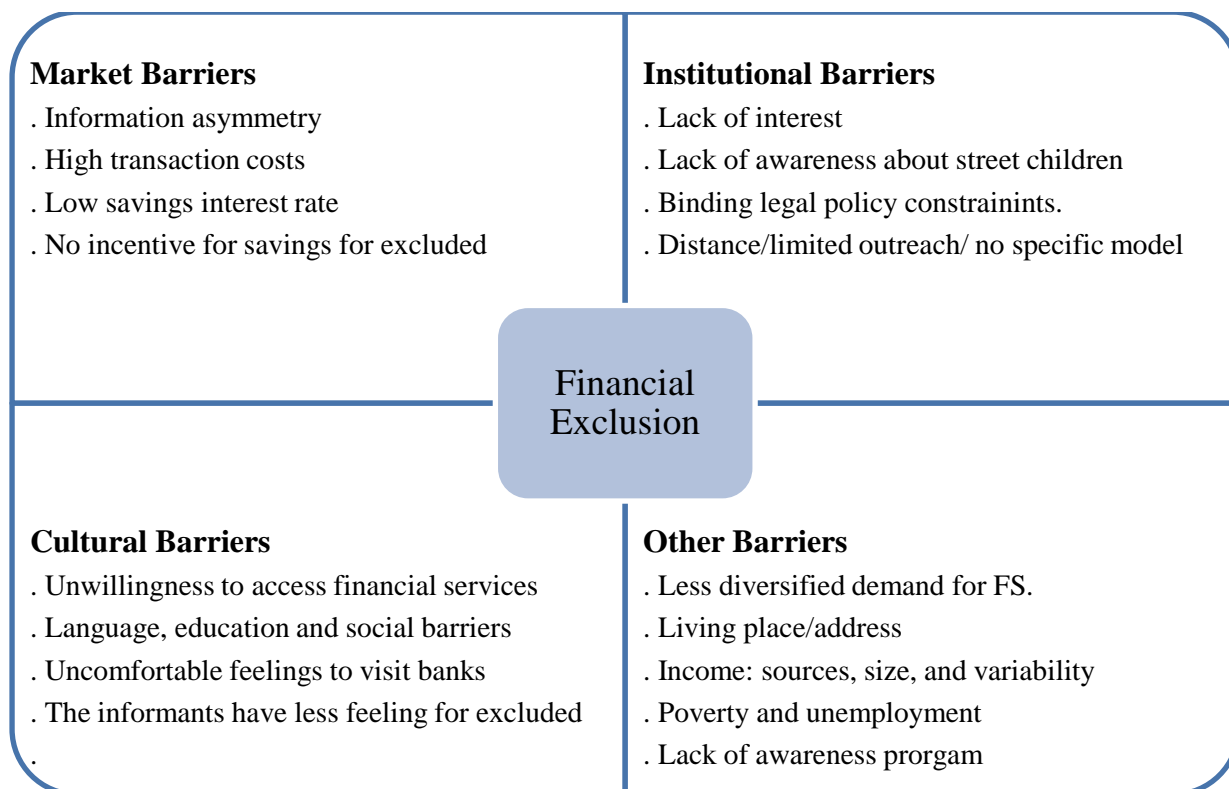 Market Barriers
. Information asymmetry
. High transaction costs
. Low savings interest rate
. No incentive for savings for excluded
Institutional Barriers
. Lack of interest
. Lack of awareness about street children
. Binding legal policy constrainints.
. Distance/limited outreach/ no specific model
Financial
Exclusion
Cultural Barriers
. Unwillingness to access financial services
. Language, education and social barriers
. Uncomfortable feelings to visit banks
. The informants have less feeling for excluded
.
Other Barriers
. Less diversified demand for FS.
. Living place/address
. Income: sources, size, and variability
. Poverty and unemployment
. Lack of awareness prorgam